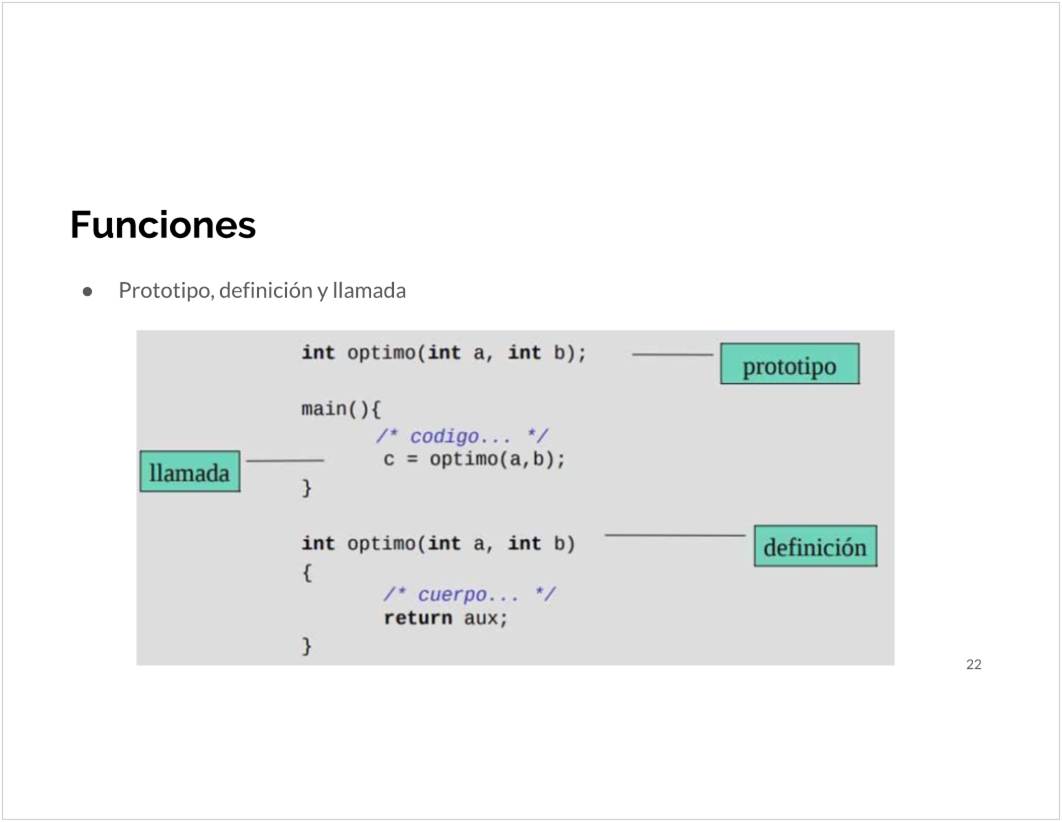 Funciones
● Prototipo, definición y llamada
int optimo(int a, int b);
prototipo
main(){
/* codigo... */
c = optimo(a,b);
llamada
}
int optimo(int a, int b)
definición
{
/* cuerpo... */
return aux;
}
22